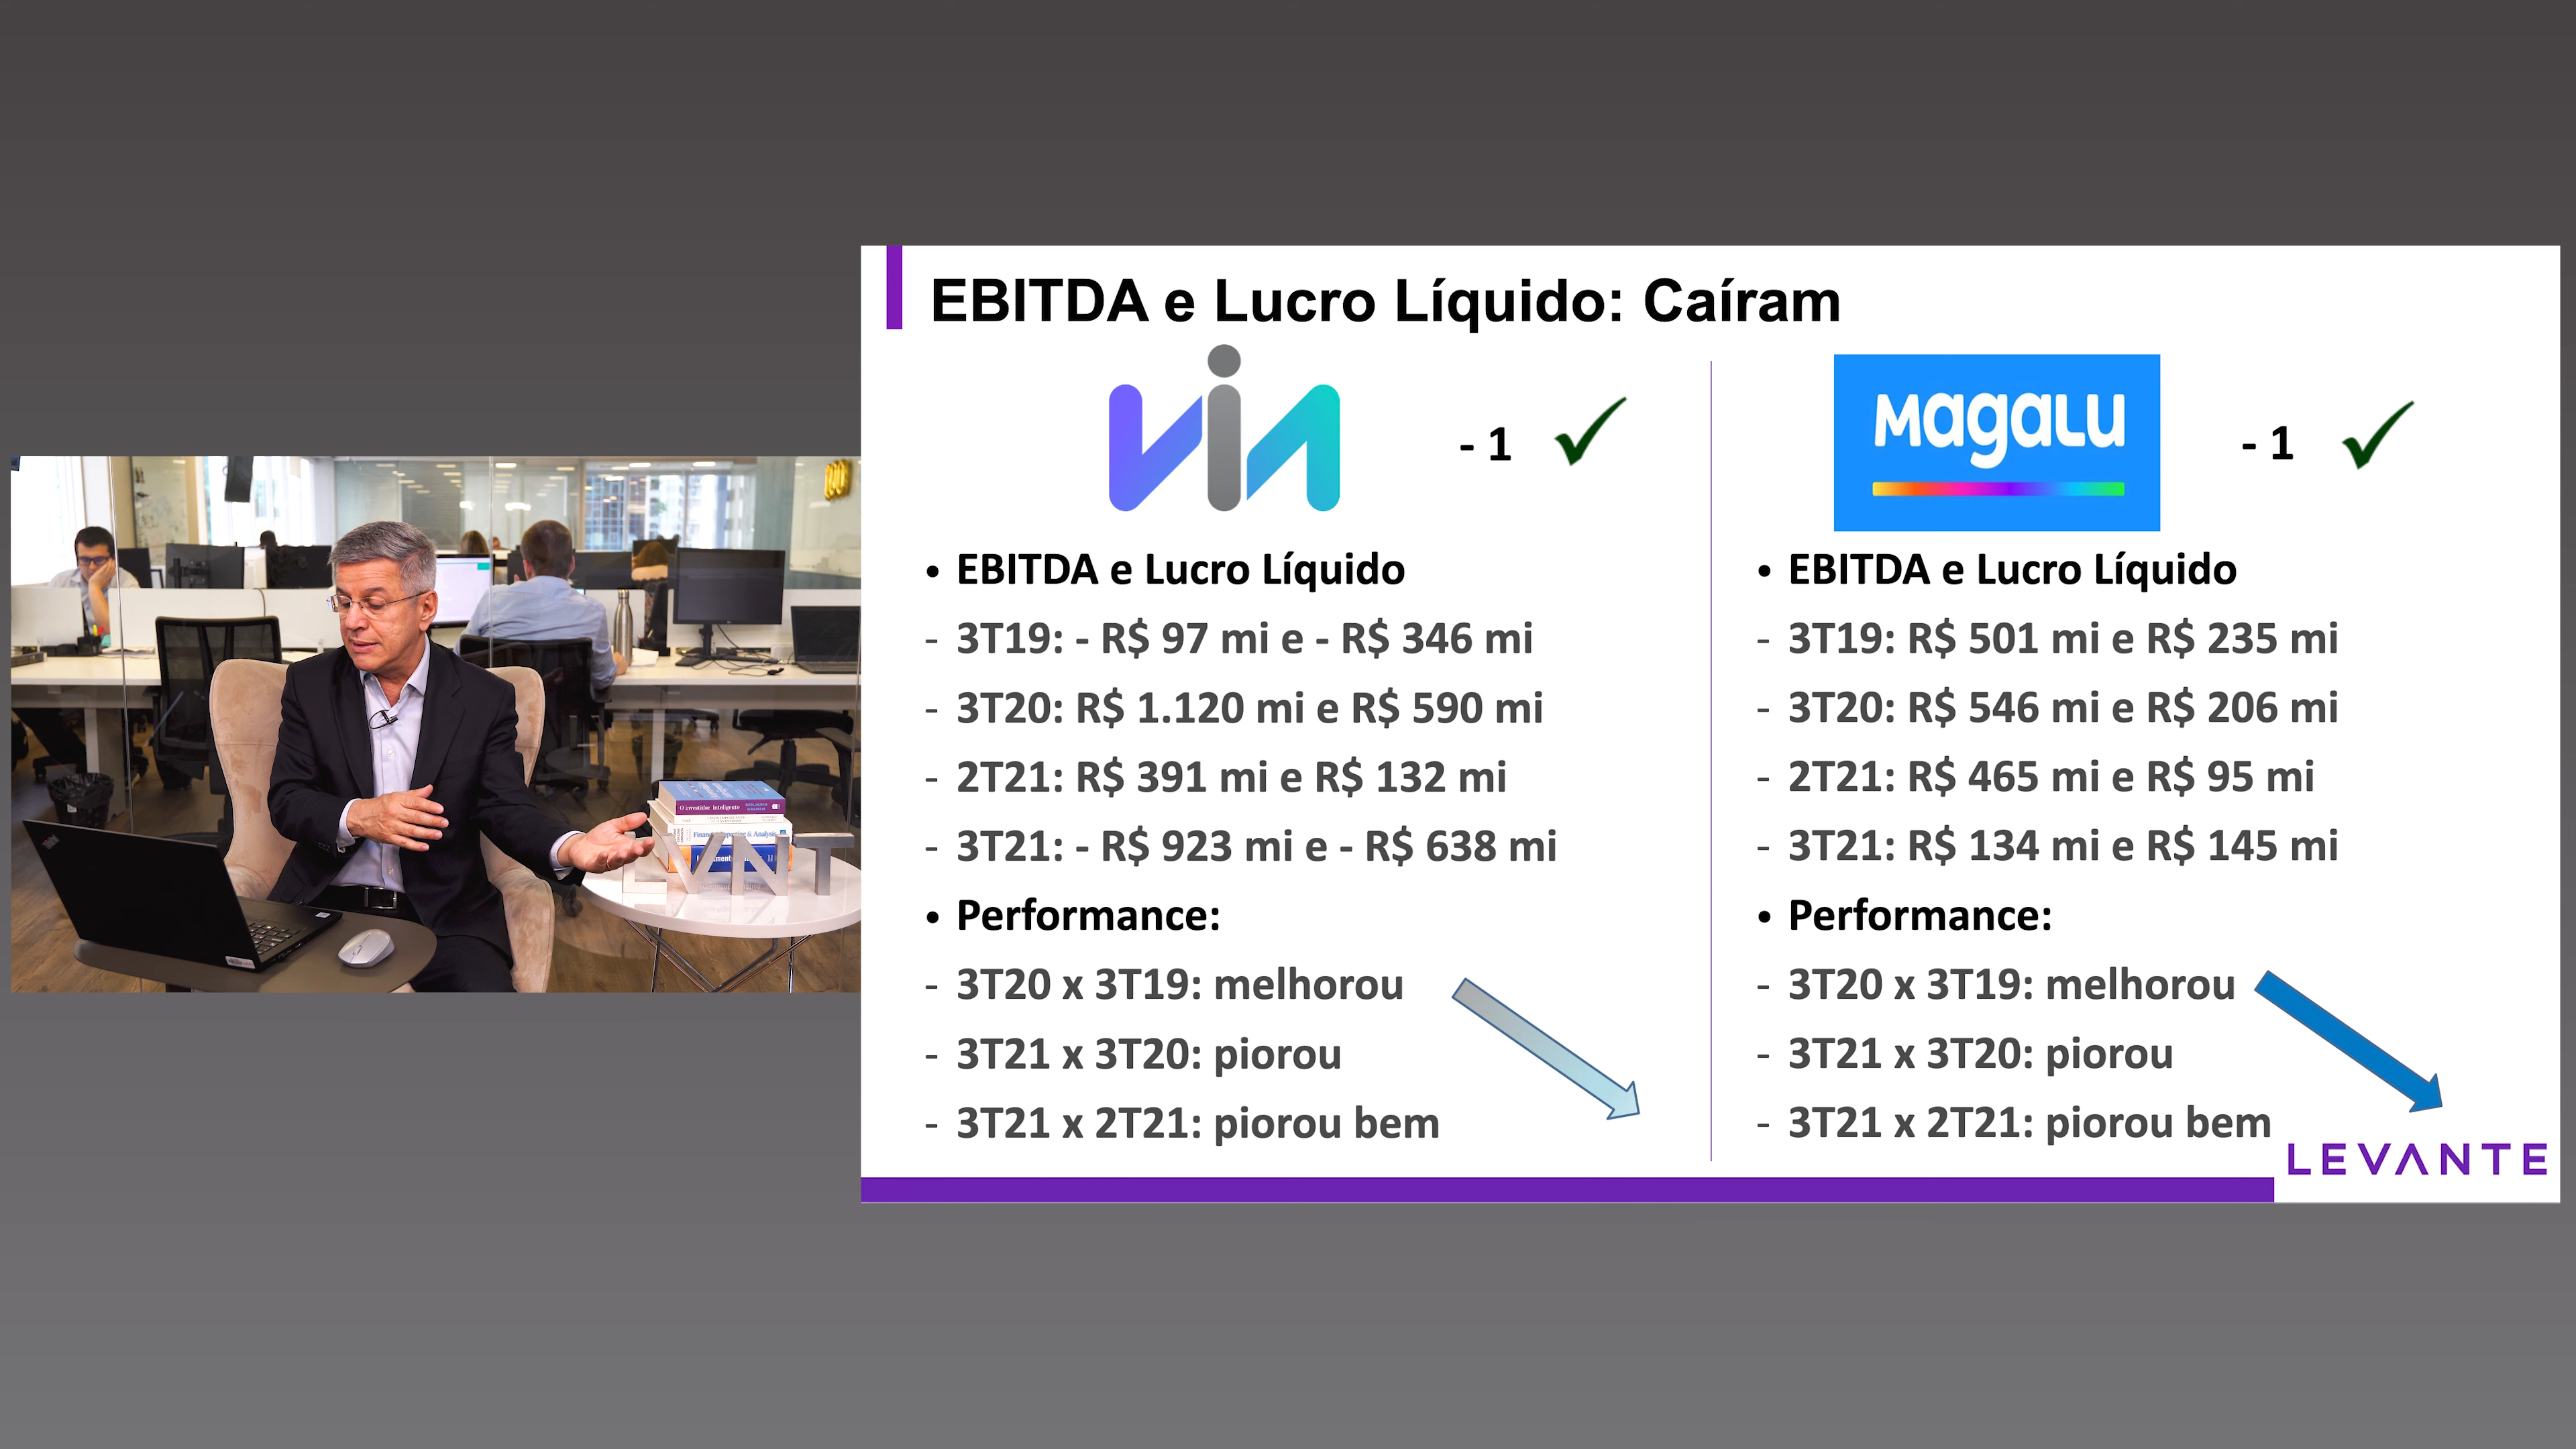 EBITDA e Lucro Líquido: Caíram
via
- 1
• EBITDA e Lucro Líquido
- 3T19: - R$ 97 mi e - R$ 346 mi
- 3T20: R$ 1.120 mi e R$ 590 mi
- 2T21: R$ 391 mi e R$ 132 mi
- 3T21: - R$ 923 mi e - R$ 638 mi
• Performance:
- 3T20 x 3T19: melhorou
- 3T21 x 3T20: piorou
- 3T21 x 2T21: piorou bem
Magalu
- 1
• EBITDA e Lucro Líquido
- 3T19: R$ 501 mi e R$ 235 mi
- 3T20: R$ 546 mi e R$ 206 mi
- 2T21: R$ 465 mi e R$ 95 mi
- 3T21: R$ 134 mi e R$ 145 mi
• Performance:
- 3T20 x 3T19: melhorou
- 3T21 x 3T20: piorou
- 3T21 x 2T21: piorou bem
LEVANTE
O investidor inteligente
LVNT